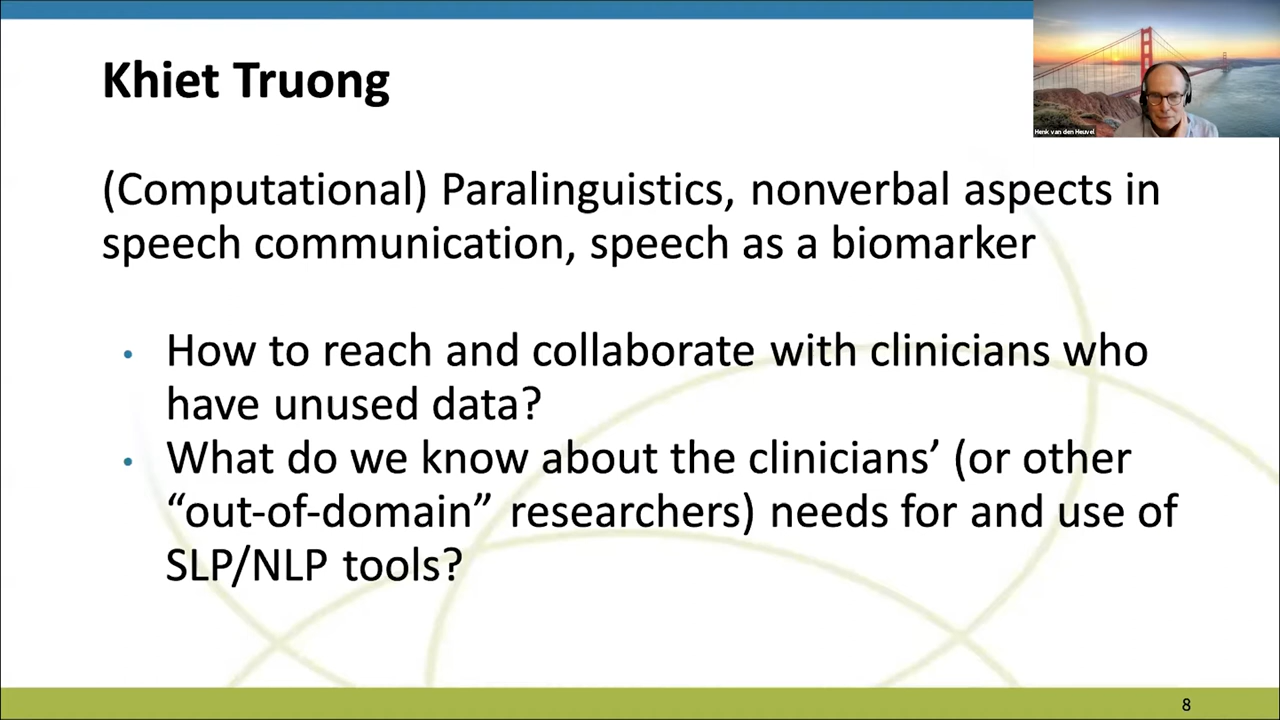 Khiet Truong
Henk van den Heuvel
(Computational) Paralinguistics, nonverbal aspects in
speech communication, speech as a biomarker
• How to reach and collaborate with clinicians who
have unused data?
• What do we know about the clinicians’ (or other
“out-of-domain” researchers) needs for and use of
SLP/NLP tools?
8